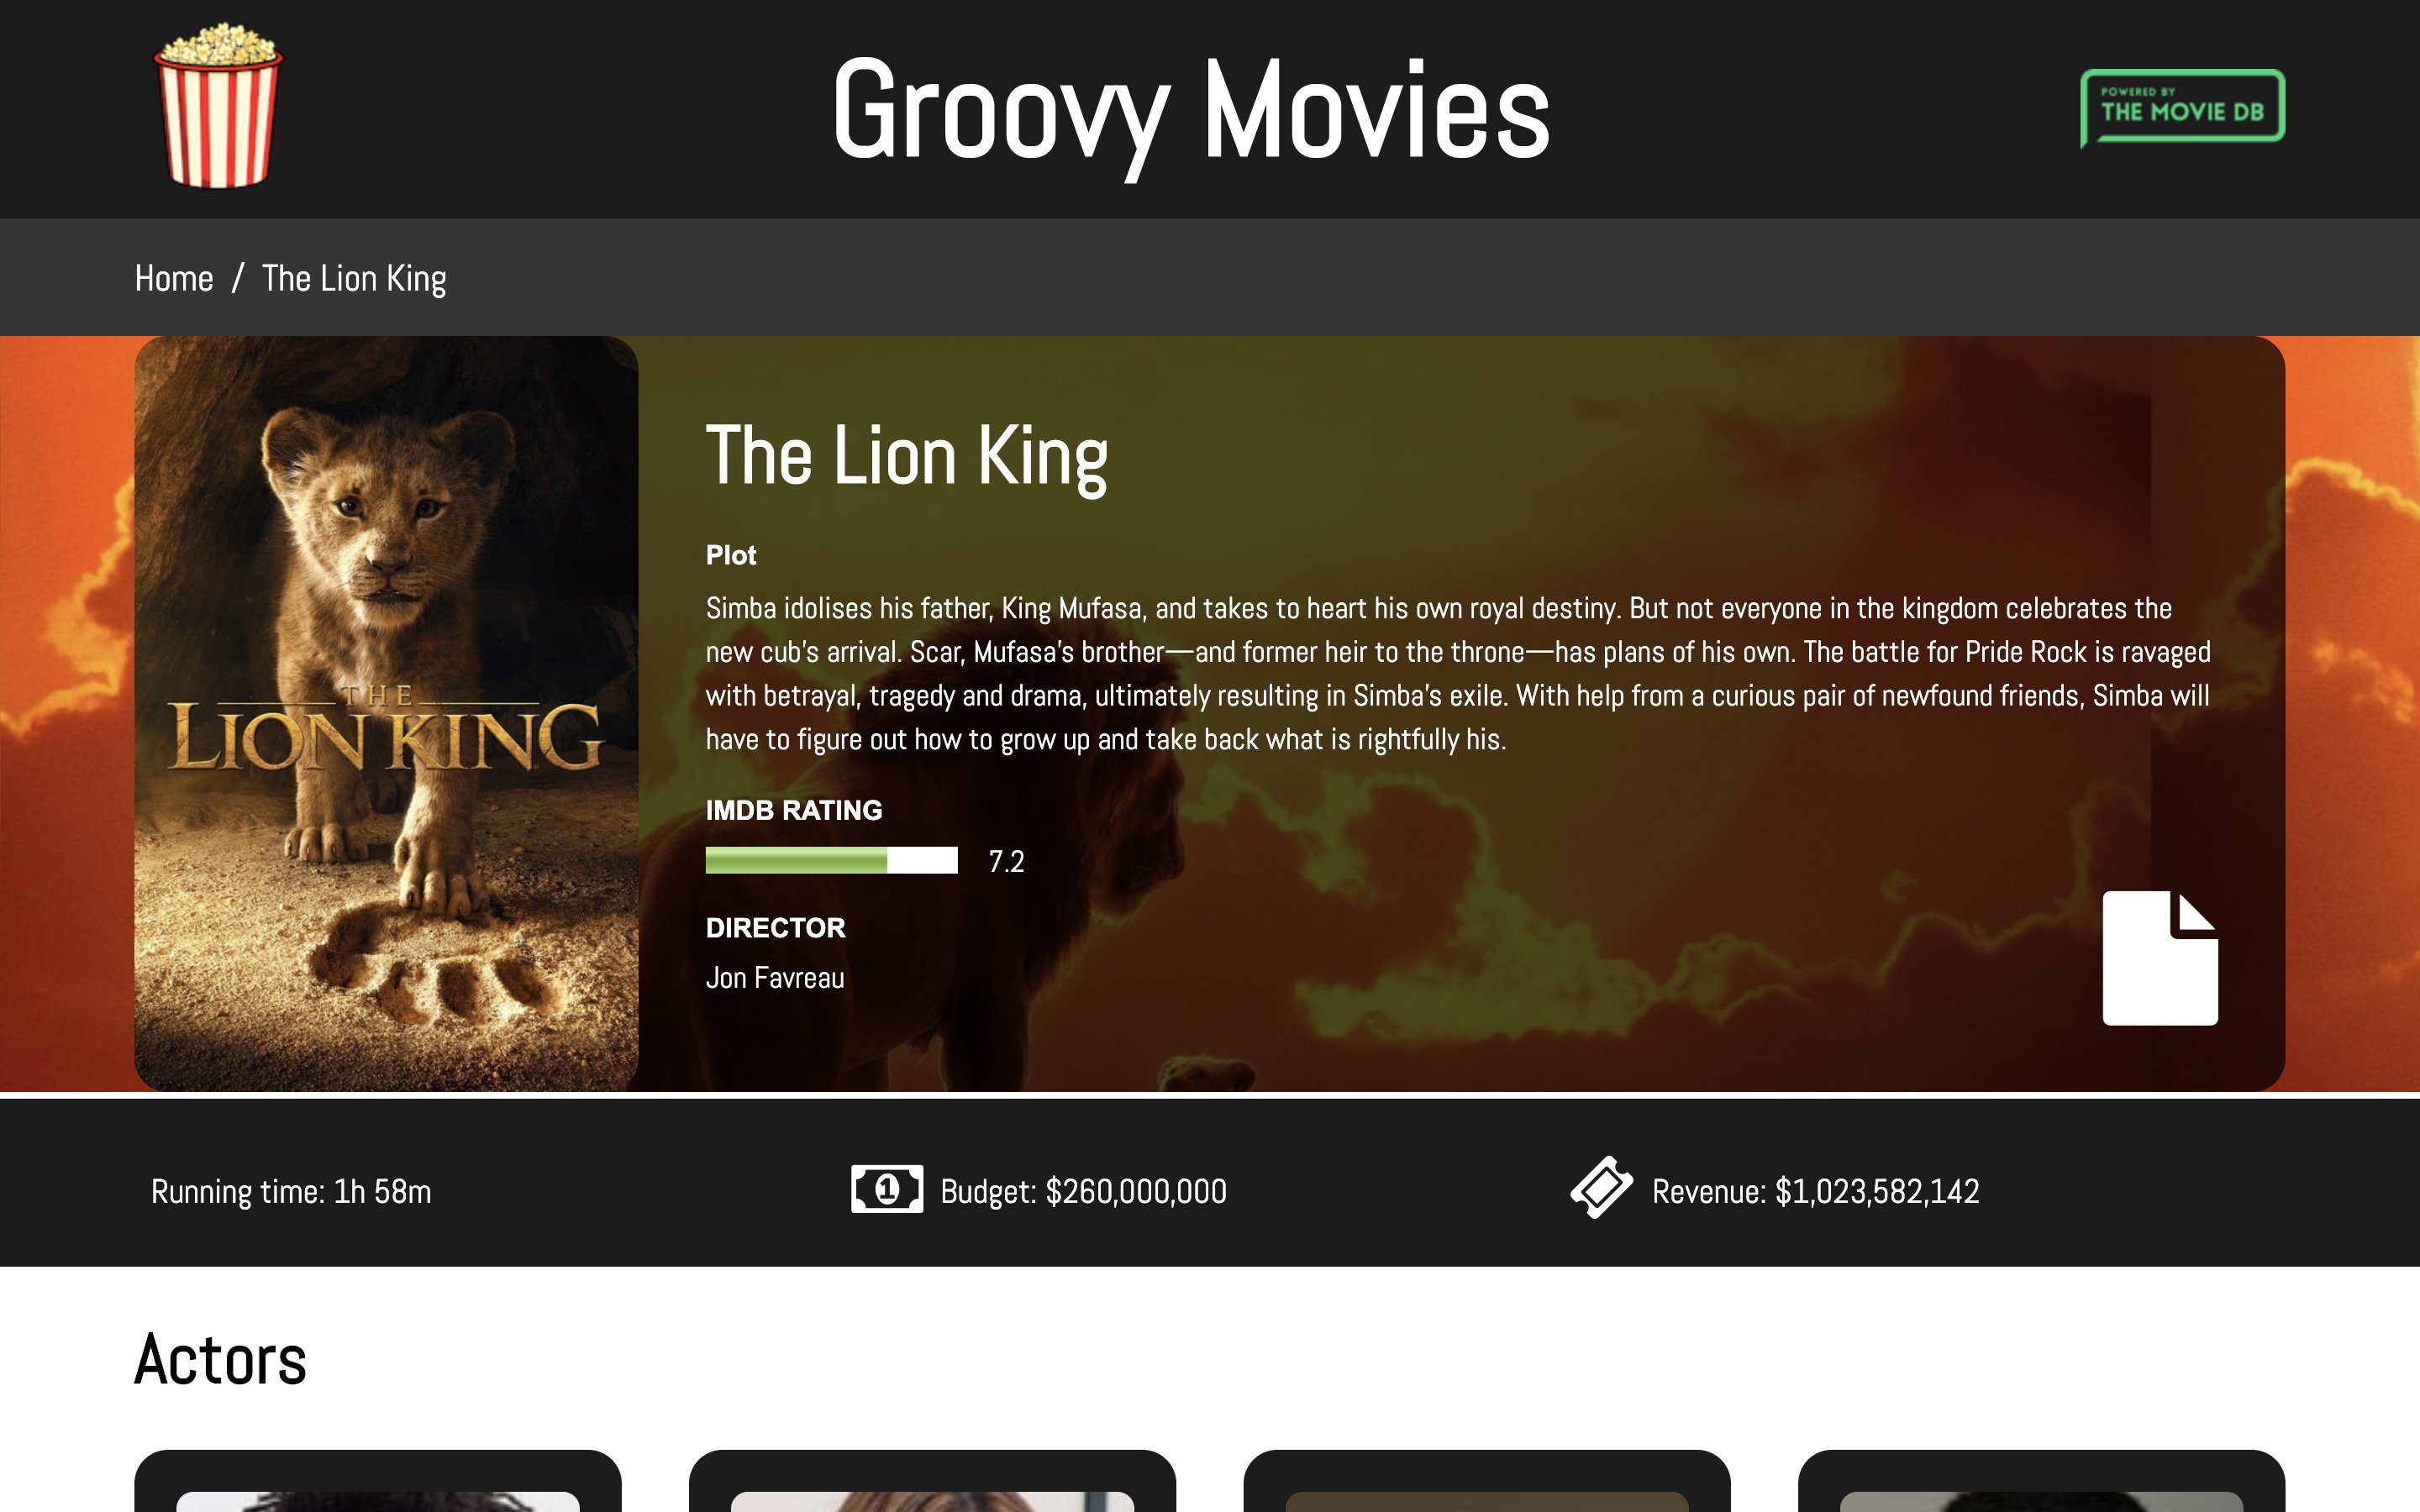 Groovy Movies
POWERED BY
THE MOVIE DB
Home / The Lion King
THE
LION KING
The Lion King
Plot
Simba idolises his father, King Mufasa, and takes to heart his own royal destiny. But not everyone in the kingdom celebrates the
new cub's arrival. Scar, Mufasa's brother—and former heir to the throne—has plans of his own. The battle for Pride Rock is ravaged
with betrayal, tragedy and drama, ultimately resulting in Simba's exile. With help from a curious pair of newfound friends, Simba will
have to figure out how to grow up and take back what is rightfully his.
IMDB RATING
7.2
DIRECTOR
Jon Favreau
Running time: 1h 58m
1 Budget: $260,000,000
Revenue: $1,023,582,142
Actors